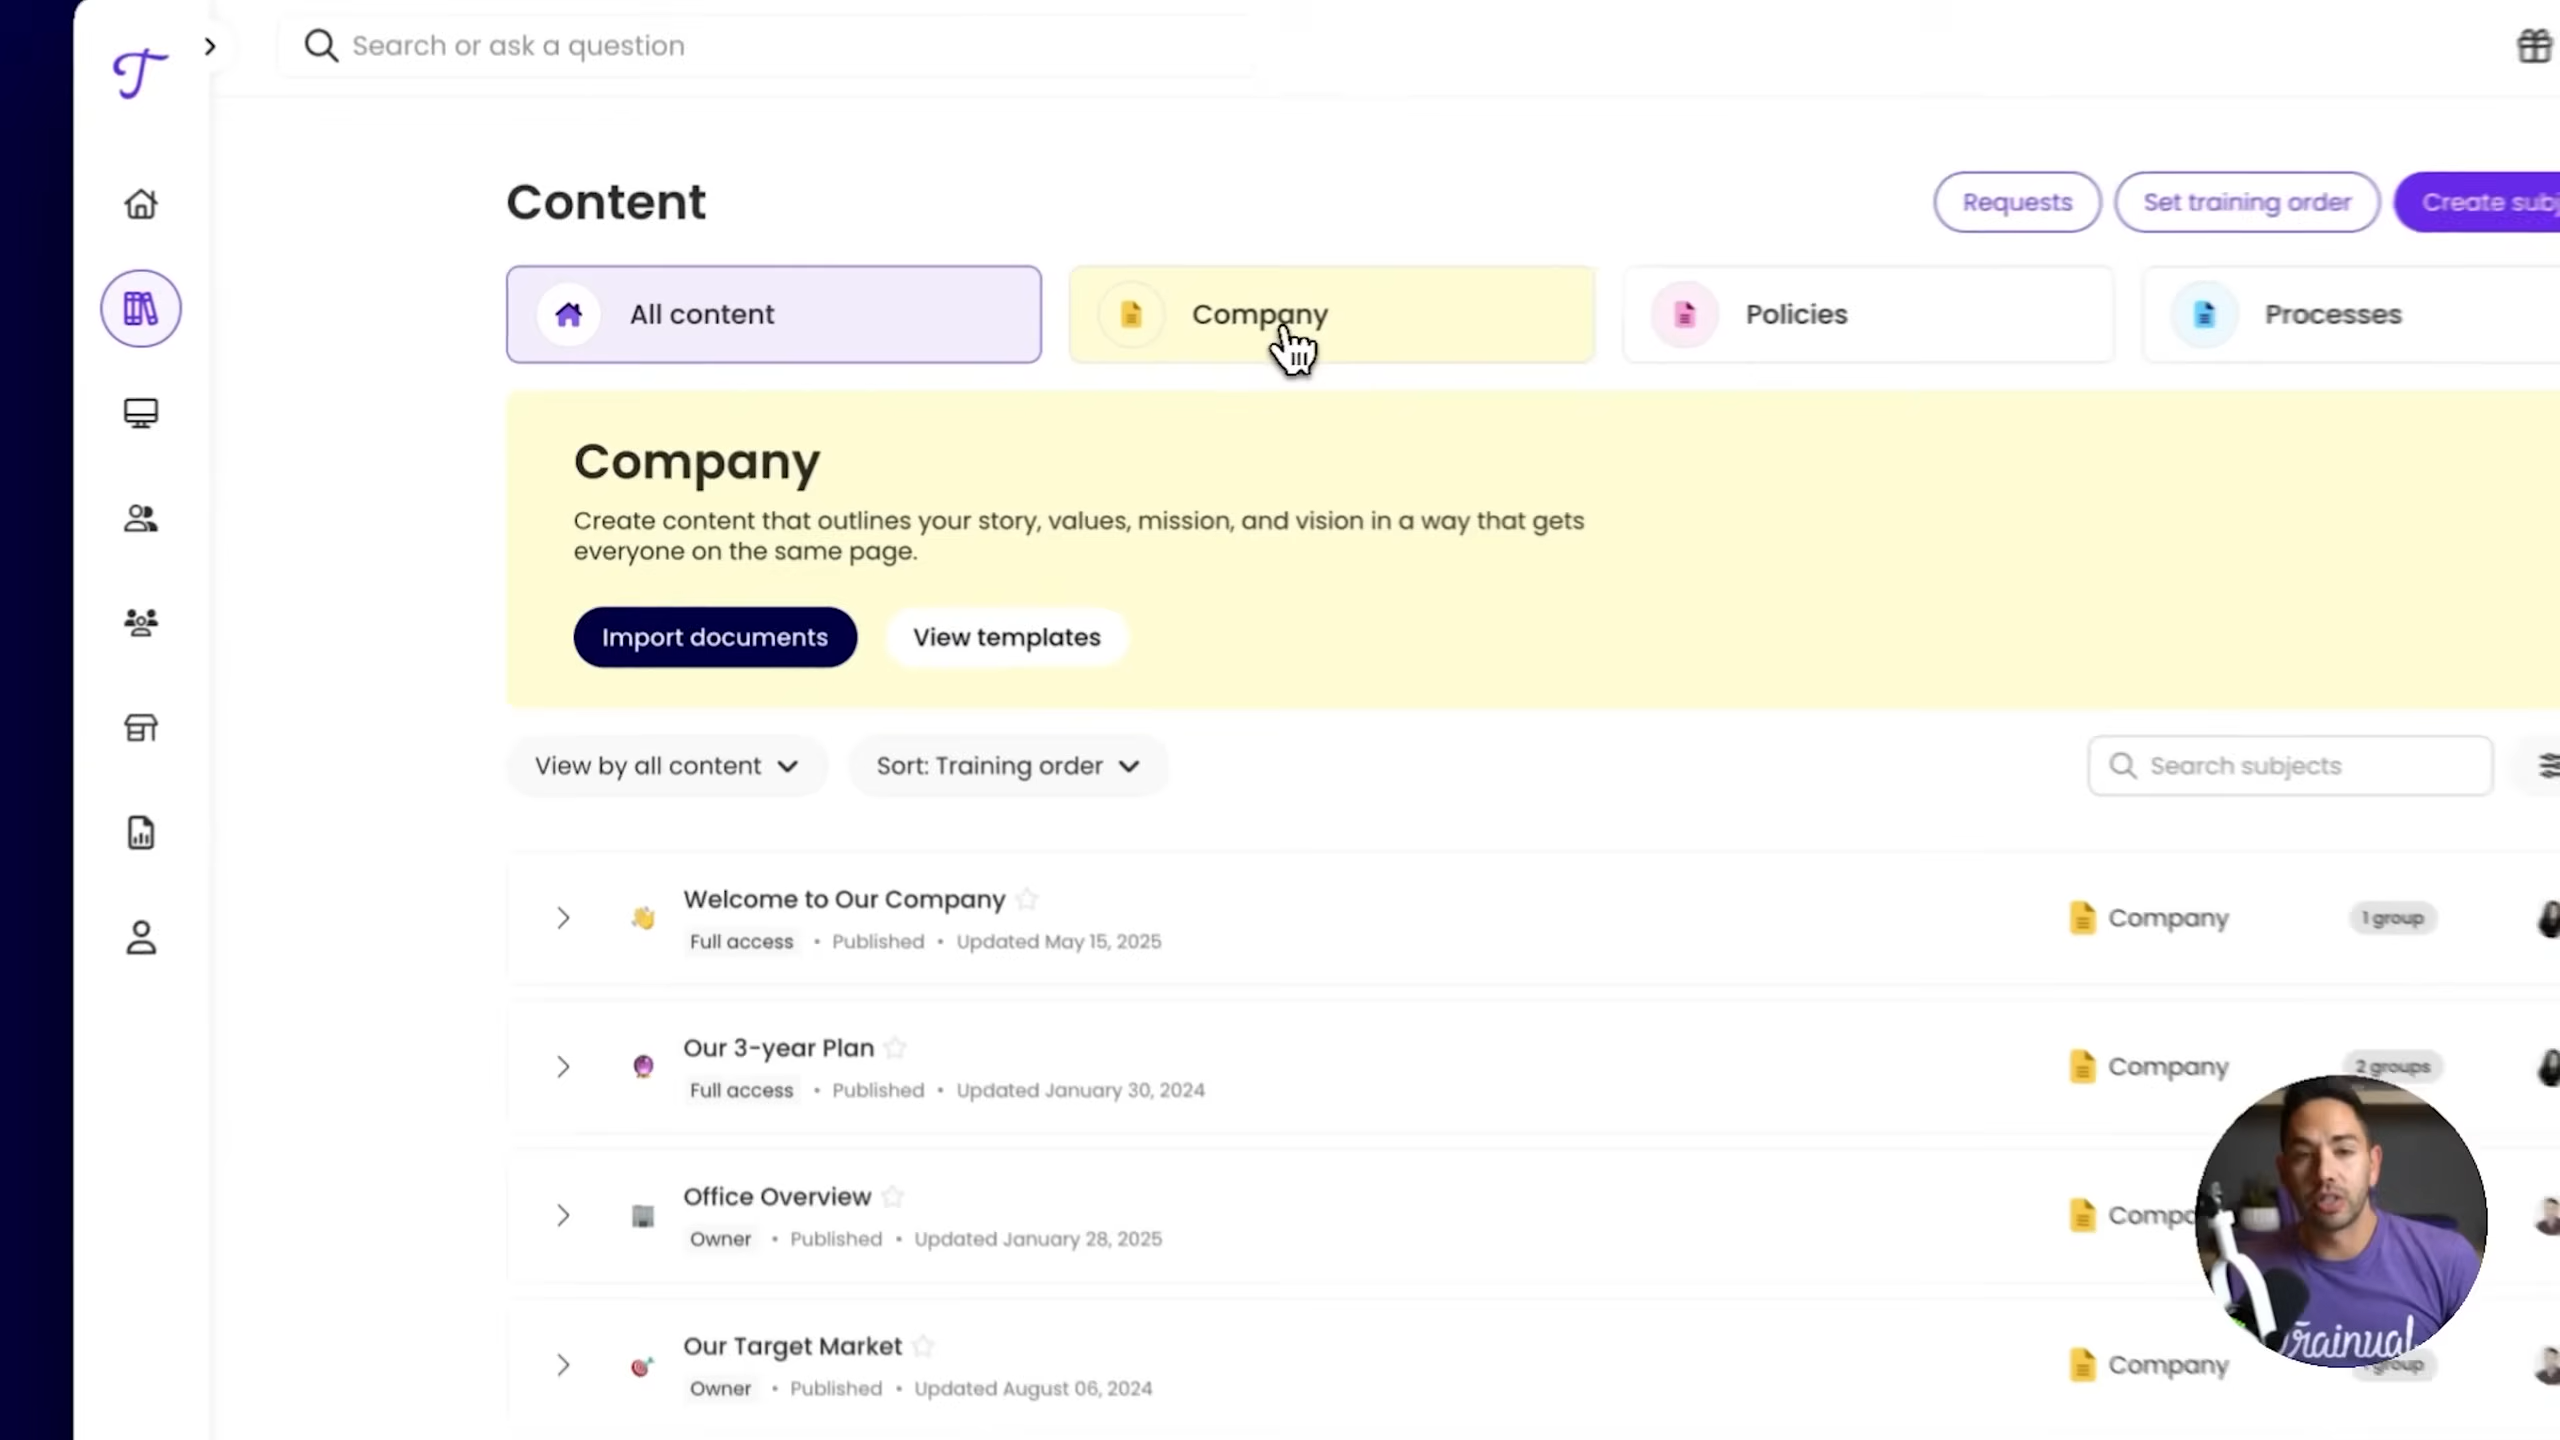 Search or ask a question
Content
Requests
Set training order
Create
All content
Company
Policies
Processes
Company
Create content that outlines your story, values, mission, and vision in a way that gets
everyone on the same page.
Import documents
View templates
View by all content
Sort: Training order
Search subjects
Welcome to Our Company
Company
1 group
Full access • Published • Updated May 15, 2025
Our 3-year Plan
Company
2 groups
Full access • Published • Updated January 30, 2024
Office Overview
Owner • Published • Updated January 28, 2025
Our Target Market
Company
group
Owner • Published • Updated August 06, 2024
Trainual